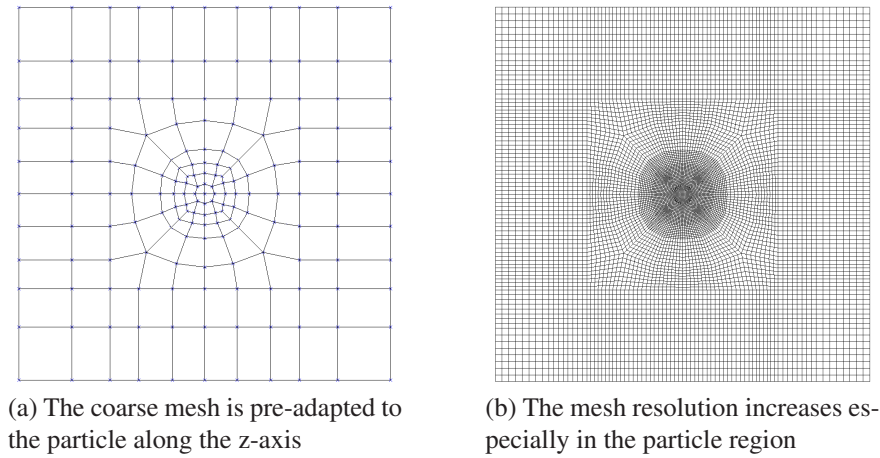 (a) The coarse mesh is pre-adapted to
the particle along the z-axis
(b) The mesh resolution increases es-
pecially in the particle region